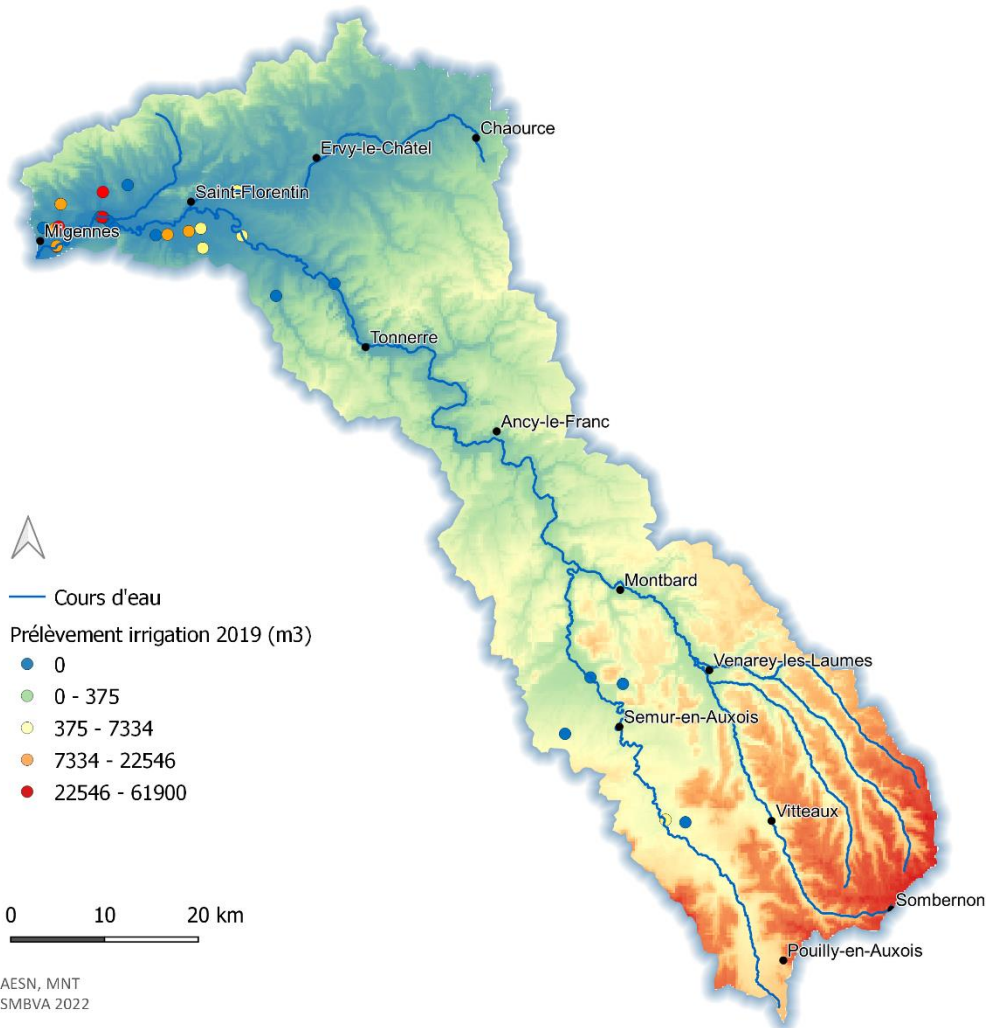 Chaource
Ervy-le-Châtel
Saint-Florentin
Migennes
Tonnerre
Ancy-le-Franc
Montbard
Venarey-les-Laumes
Semur-en-Auxois
Vitteaux
Sombernon
Pouilly-en-Auxois
Cours d'eau
Prélèvement irrigation 2019 (m3)
0
0 - 375
375 - 7334
7334 - 22546
22546 - 61900
0 10 20 km
AESN, MNT
SMBVA 2022